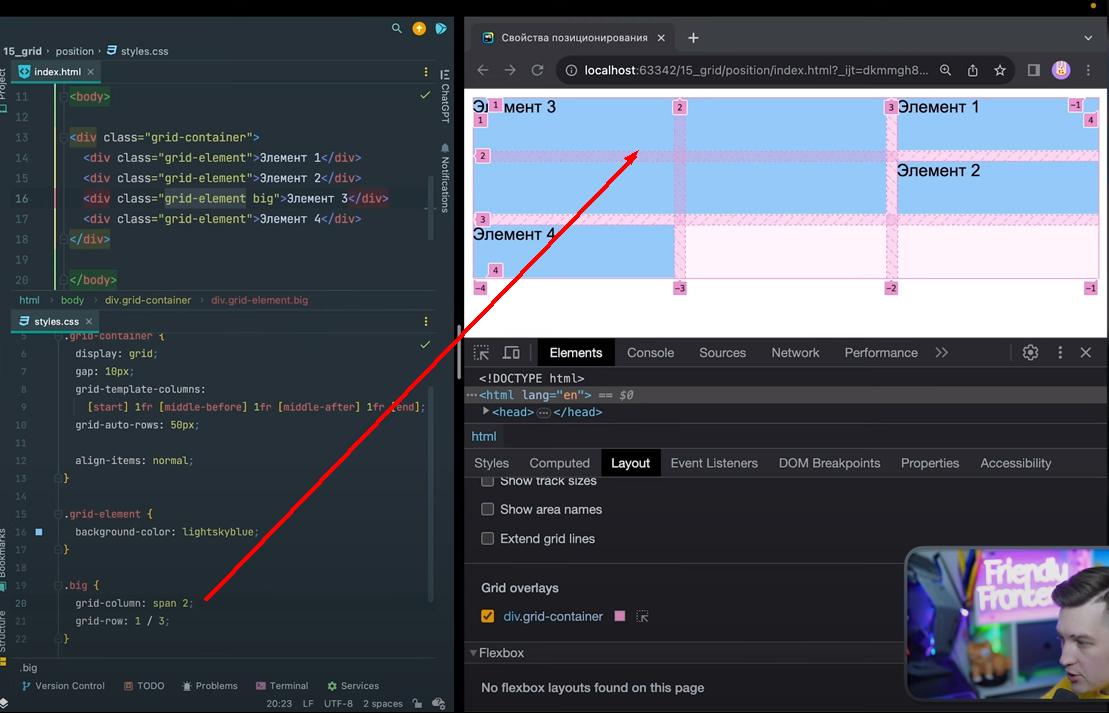 15_grid › position › styles.css
index.html ×
Project
ChatGPT
Notifications
11 <body>
12
13 <div class="grid-container">
14 <div class="grid-element">Элемент 1</div>
15 <div class="grid-element">Элемент 2</div>
16 <div class="grid-element big">Элемент 3</div>
17 <div class="grid-element">Элемент 4</div>
18 </div>
19
20 </body>
html › body › div.grid-container › div.grid-element.big
styles.css ×
5 .grid-container {
6 display: grid;
7 gap: 10px;
8 grid-template-columns:
9 [start] 1fr [middle-before] 1fr [middle-after] 1fr [end];
10 grid-auto-rows: 50px;
11
12 align-items: normal;
13 }
14
15 .grid-element {
16 background-color: lightskyblue;
17 }
18
19 .big {
20 grid-column: span 2;
21 grid-row: 1 / 3;
22 }
Bookmarks
Structure
.big
Version Control TODO Problems Terminal Services
20:23 LF UTF-8 2 spaces
Свойства позиционирования × +
localhost:63342/15_grid/position/index.html?_ijt=dkmmgh8...
Элемент 3 1 2 3 Элемент 1 -1
1 4
2
Элемент 2
3
Элемент 4
4
-4 -3 -2 -1
Elements Console Sources Network Performance
<!DOCTYPE html>
<html lang="en"> == $0
<head> </head>
html
Styles Computed Layout Event Listeners DOM Breakpoints Properties Accessibility
Show track sizes
Show area names
Extend grid lines
Grid overlays
div.grid-container
Flexbox
No flexbox layouts found on this page
Friendly
Fronte